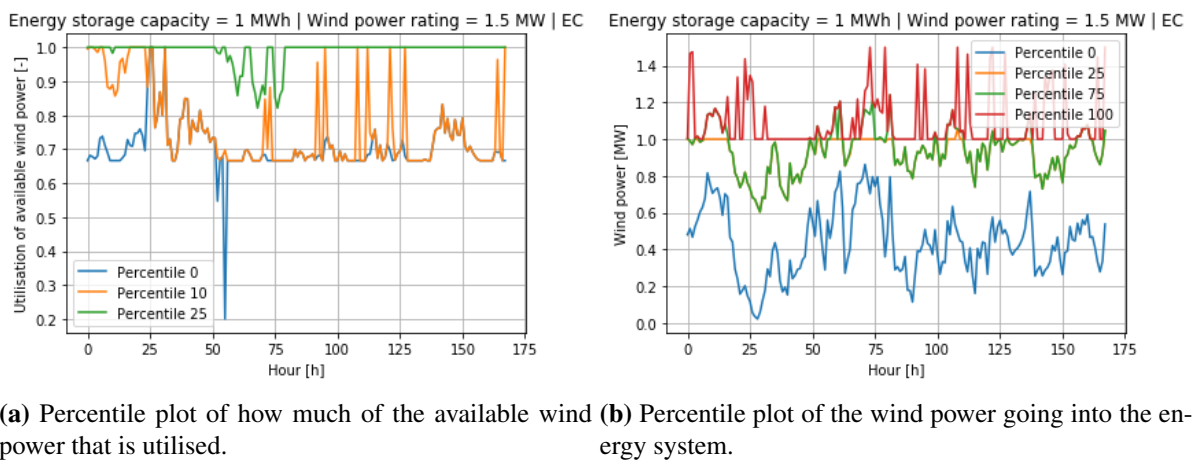 Energy storage capacity = 1 MWh | Wind power rating = 1.5 MW | EC
Utilisation of available wind power [-]
1.0
0.9
0.8
0.7
0.6
0.5
0.4
0.3
0.2
Percentile 0
Percentile 10
Percentile 25
0 25 50 75 100 125 150 175
Hour [h]
Energy storage capacity = 1 MWh | Wind power rating = 1.5 MW | EC
Wind power [MW]
1.4
1.2
1.0
0.8
0.6
0.4
0.2
0.0
Percentile 0
Percentile 25
Percentile 75
Percentile 100
0 25 50 75 100 125 150 175
Hour [h]
(a) Percentile plot of how much of the available wind
power that is utilised.
(b) Percentile plot of the wind power going into the en-
ergy system.